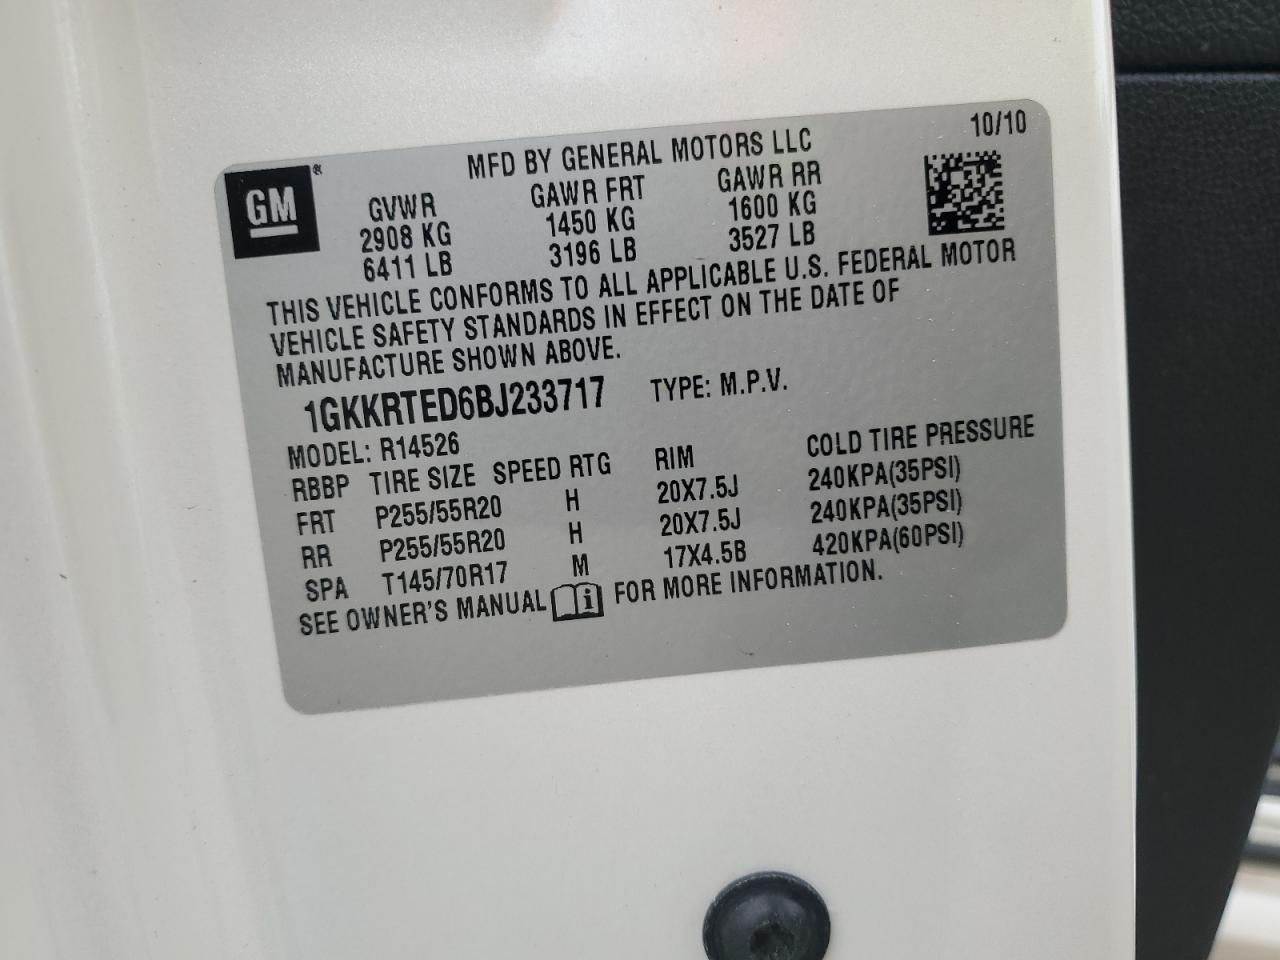 GM ®
MFD BY GENERAL MOTORS LLC 10/10
GVWR GAWR FRT GAWR RR
2908 KG 1450 KG 1600 KG
6411 LB 3196 LB 3527 LB
THIS VEHICLE CONFORMS TO ALL APPLICABLE U.S. FEDERAL MOTOR
VEHICLE SAFETY STANDARDS IN EFFECT ON THE DATE OF
MANUFACTURE SHOWN ABOVE.
1GKKRTED6BJ233717 TYPE: M.P.V.
MODEL: R14526
RBBP TIRE SIZE SPEED RTG RIM COLD TIRE PRESSURE
FRT P255/55R20 H 20X7.5J 240KPA(35PSI)
RR P255/55R20 H 20X7.5J 240KPA(35PSI)
SPA T145/70R17 M 17X4.5B 420KPA(60PSI)
SEE OWNER'S MANUAL i FOR MORE INFORMATION.